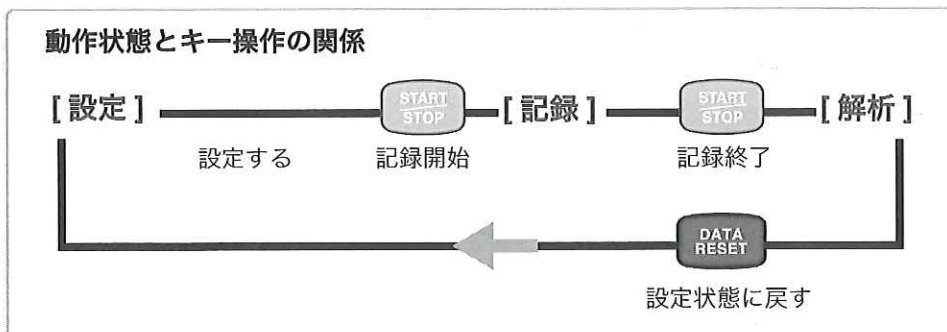 動作状態とキー操作の関係
[設定] START STOP [記録] START STOP [解析]
設定する 記録開始 記録終了
DATA
RESET
設定状態に戻す